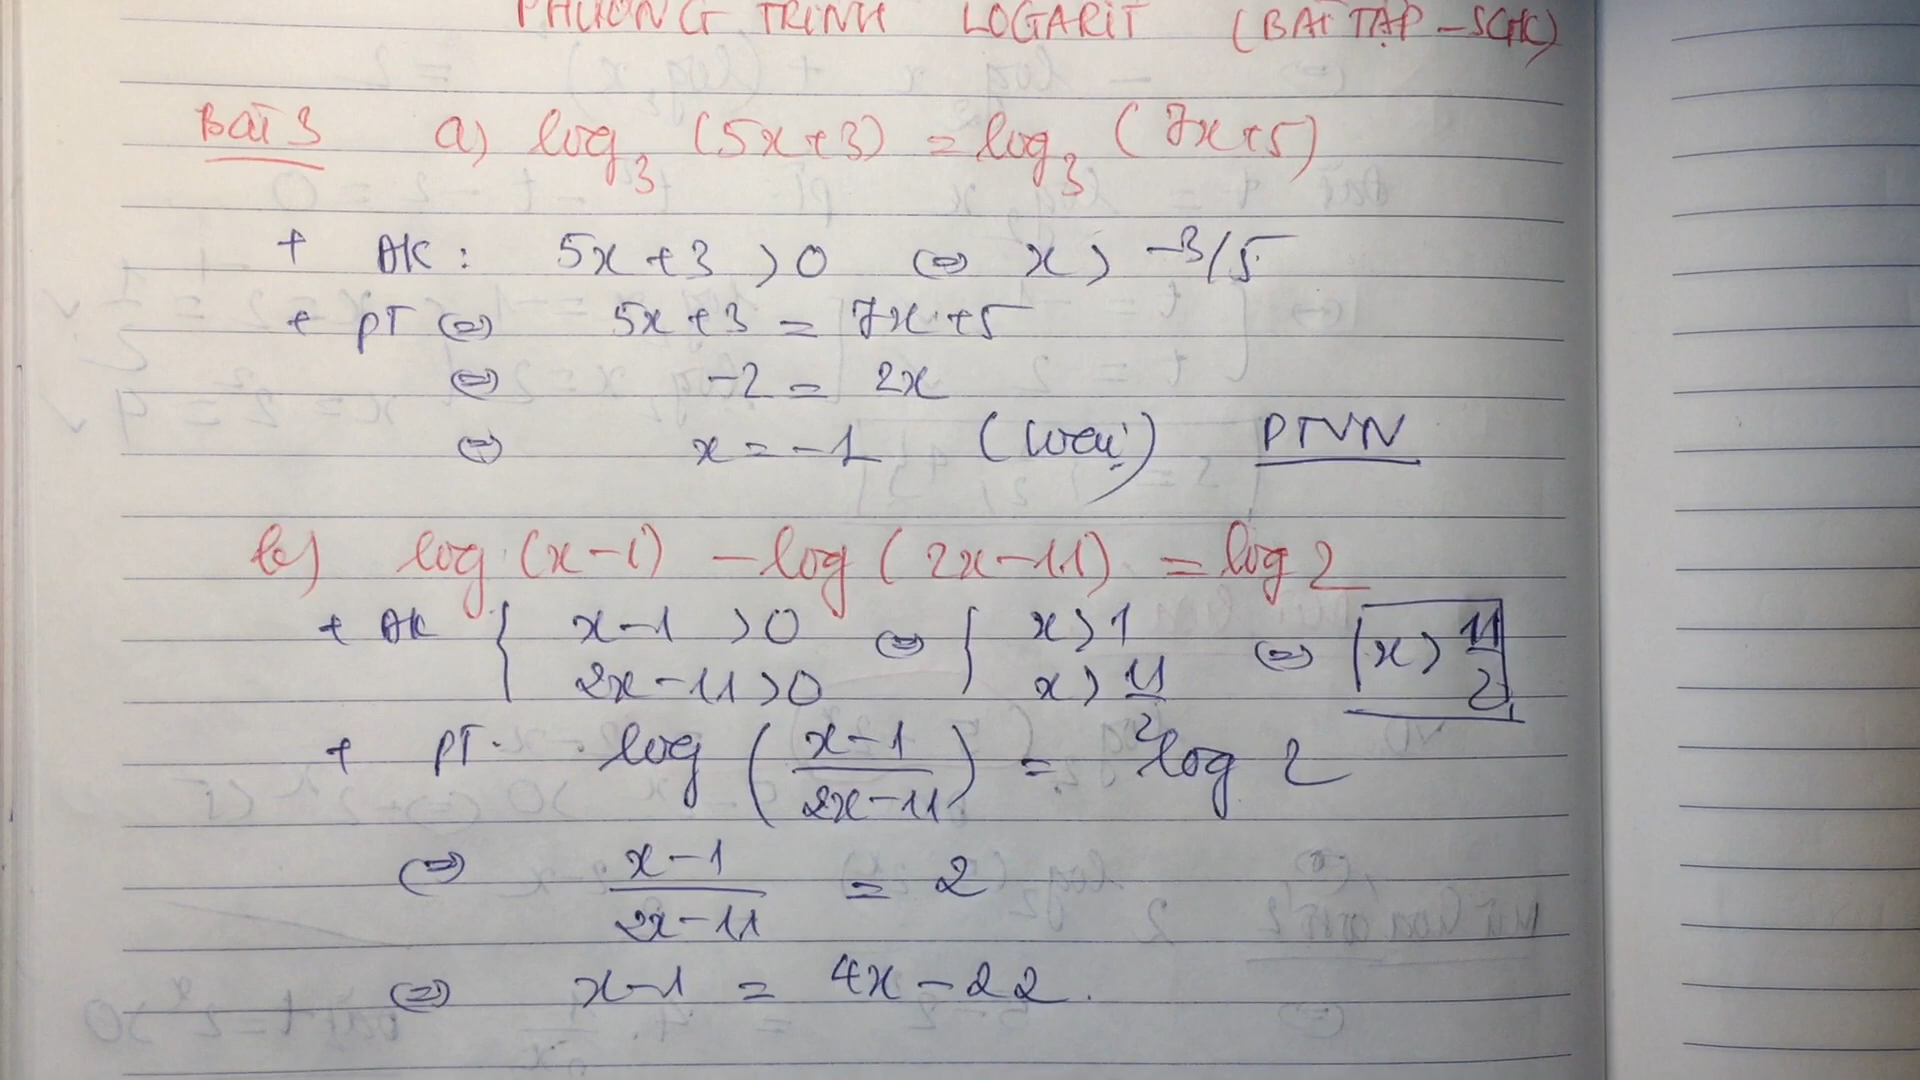 PHƯƠNG TRÌNH LOGARIT (BÀI TẬP - SGK)
Bài 3 a) log₃ (5x+3) = log₃ (7x+5)
+ ĐK: 5x+3 > 0 ⇔ x > -3/5
+ PT ⇔ 5x+3 = 7x+5
⇔ -2 = 2x
⇔ x = -1 (loại) PTVN
b) log (x-1) - log (2x-11) = log 2
+ ĐK { x-1 > 0 ⇔ { x > 1 ⇔ x > 11/2
2x-11 > 0 x > 11/2
+ PT. log ((x-1)/(2x-11)) = log 2
⇔ (x-1)/(2x-11) = 2
⇔ x-1 = 4x-22.